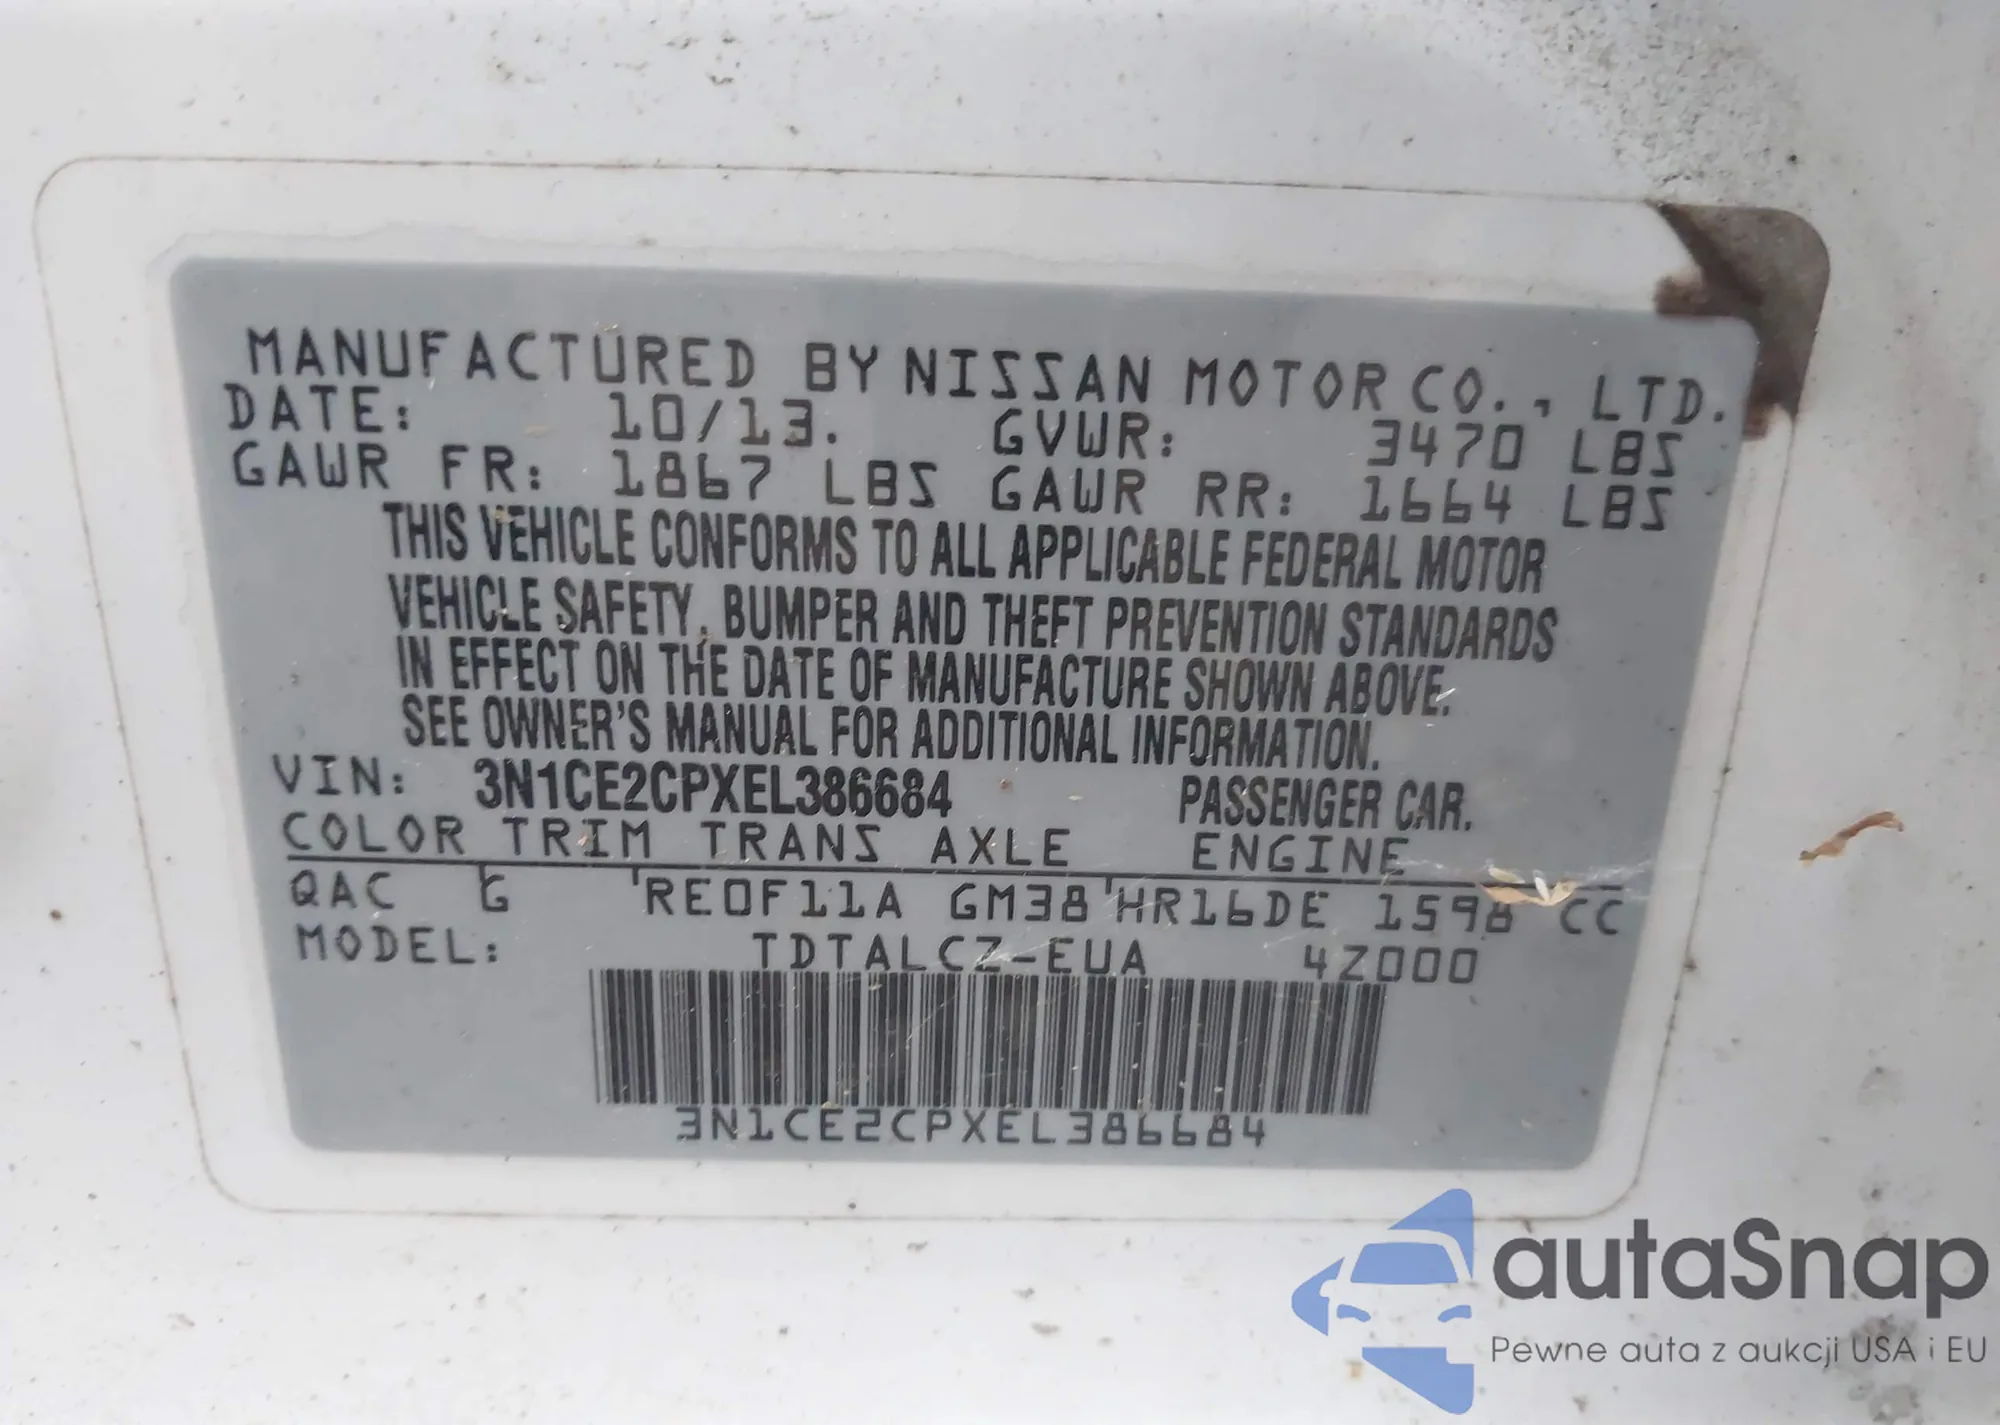 MANUFACTURED BY NISSAN MOTOR CO., LTD.
DATE: 10/13. GVWR: 3470 LBS
GAWR FR: 1867 LBS GAWR RR: 1664 LBS
THIS VEHICLE CONFORMS TO ALL APPLICABLE FEDERAL MOTOR
VEHICLE SAFETY, BUMPER AND THEFT PREVENTION STANDARDS
IN EFFECT ON THE DATE OF MANUFACTURE SHOWN ABOVE.
SEE OWNER'S MANUAL FOR ADDITIONAL INFORMATION.
VIN: 3N1CE2CPXEL386684 PASSENGER CAR.
COLOR TRIM TRANS AXLE ENGINE
QAC G RE0F11A GM38 HR16DE 1598 CC
MODEL: TDTALCZ-EUA 4Z000
3N1CE2CPXEL386684
autaSnap
Pewne auta z aukcji USA i EU